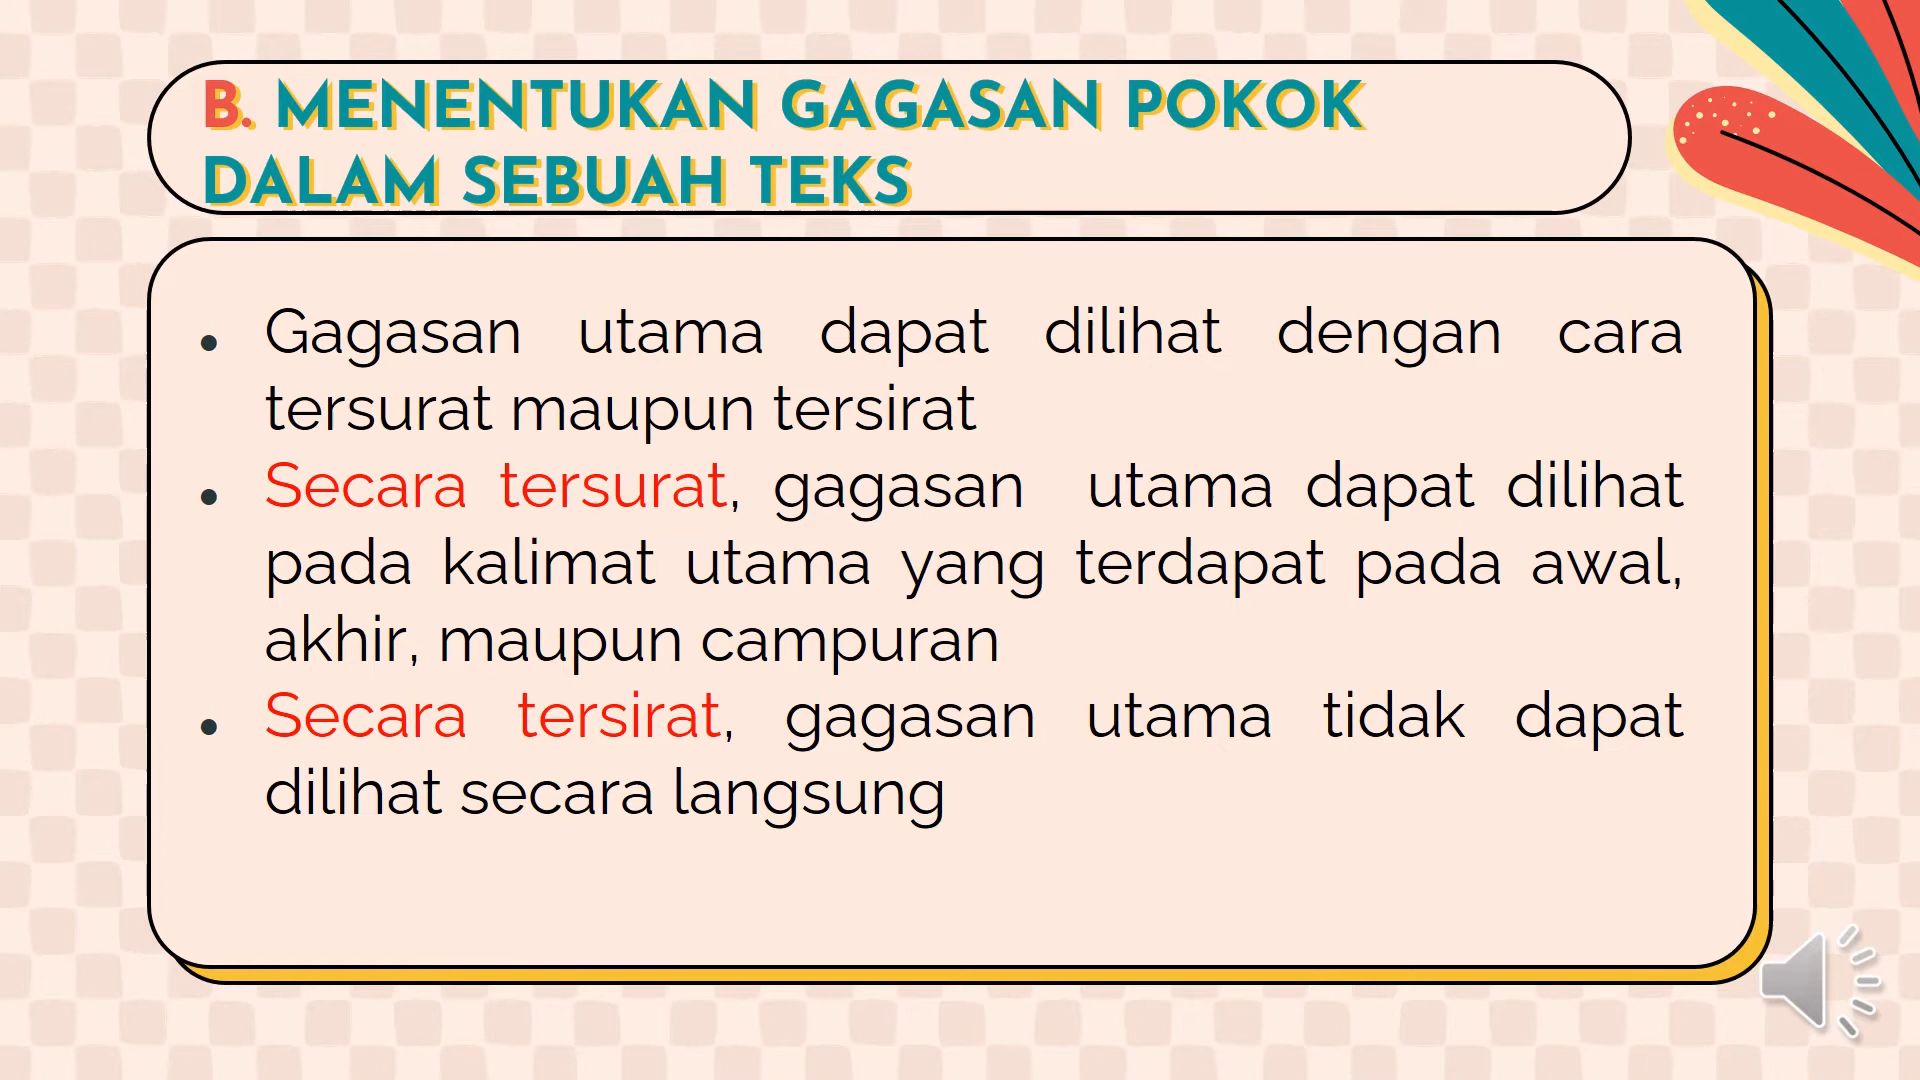 B. MENENTUKAN GAGASAN POKOK
DALAM SEBUAH TEKS
• Gagasan utama dapat dilihat dengan cara
tersurat maupun tersirat
• Secara tersurat, gagasan utama dapat dilihat
pada kalimat utama yang terdapat pada awal,
akhir, maupun campuran
• Secara tersirat, gagasan utama tidak dapat
dilihat secara langsung